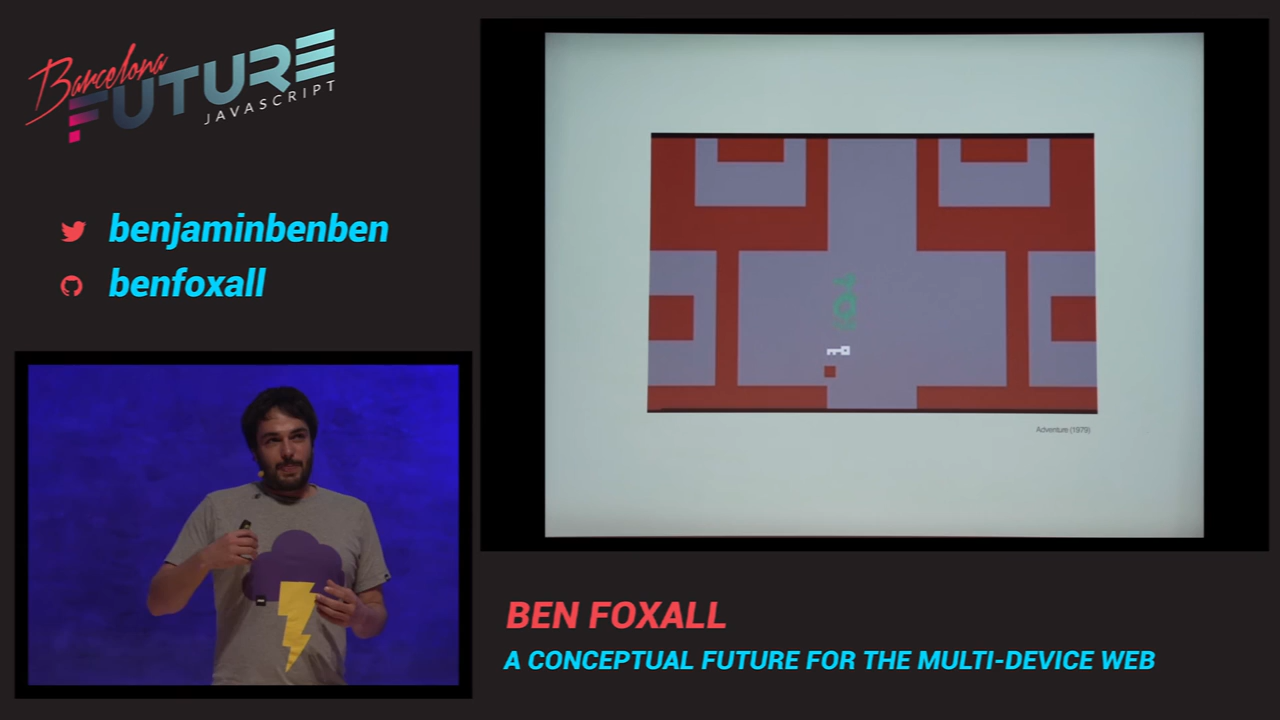 Barcelona
FUTURE
JAVASCRIPT
benjaminbenben
benfoxall
Adventure (1979)
BEN FOXALL
A CONCEPTUAL FUTURE FOR THE MULTI-DEVICE WEB